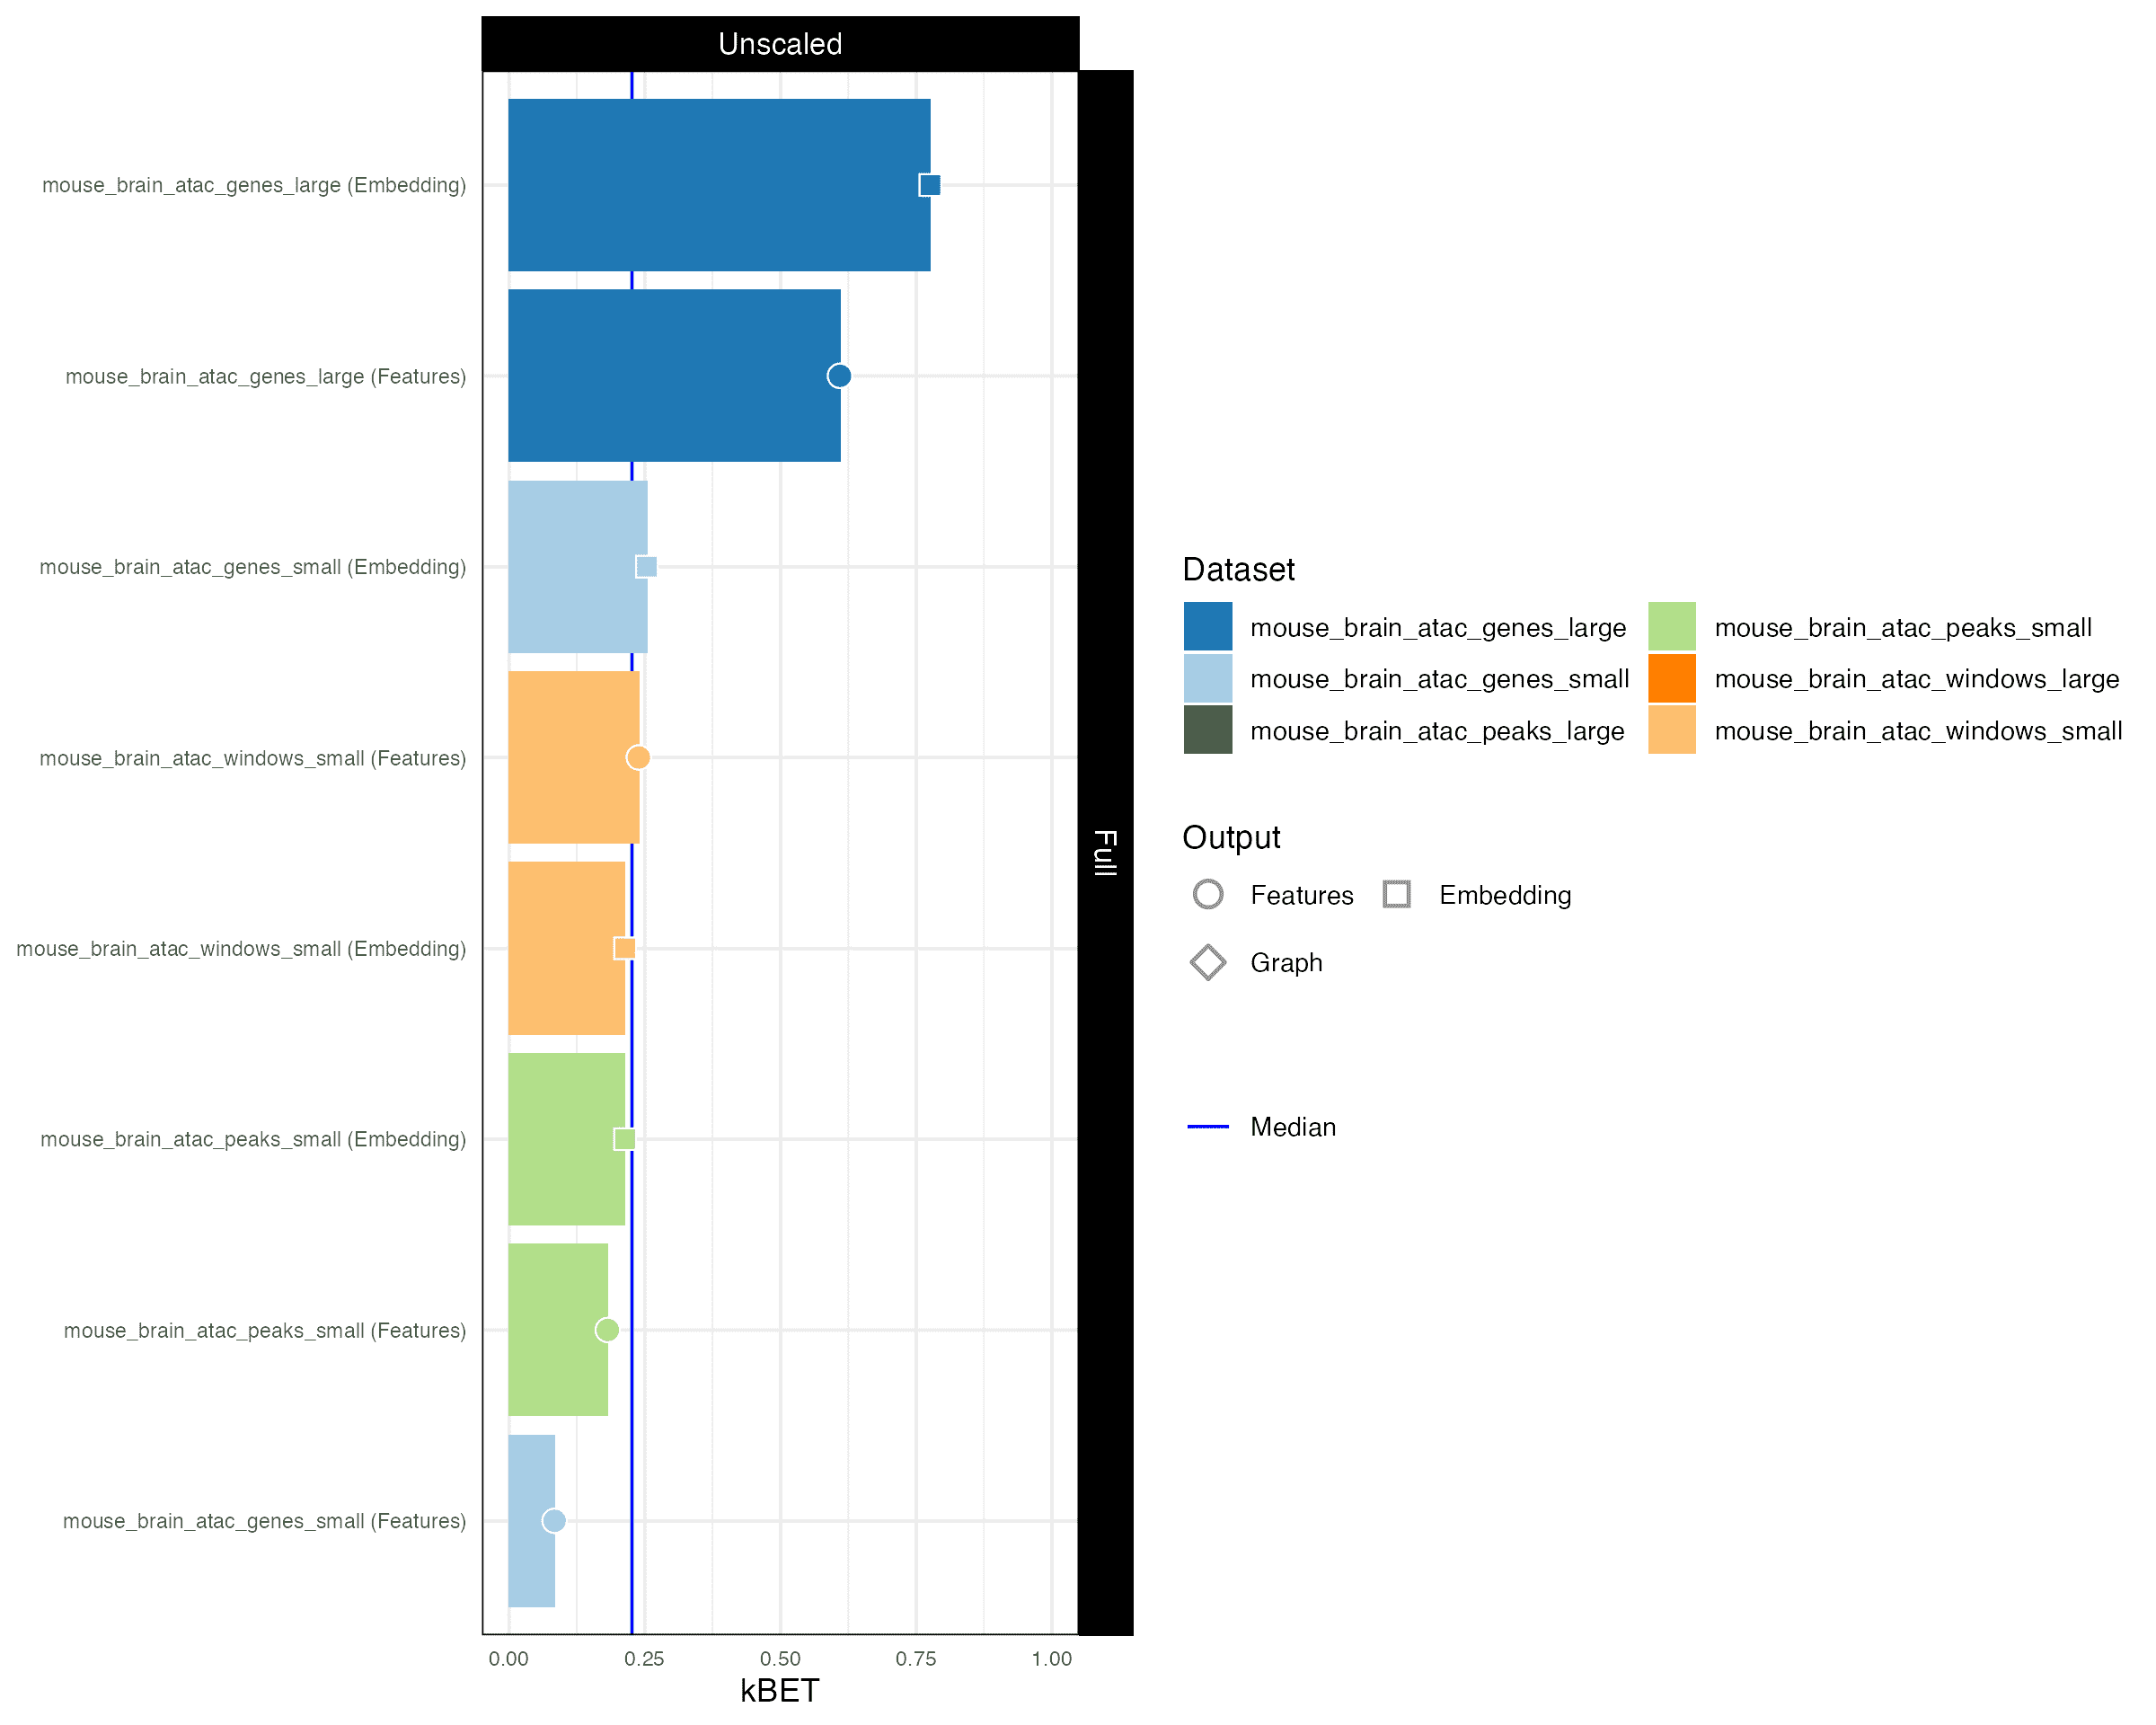 Unscaled
mouse_brain_atac_genes_large (Embedding)
mouse_brain_atac_genes_large (Features)
mouse_brain_atac_genes_small (Embedding)
mouse_brain_atac_windows_small (Features)
mouse_brain_atac_windows_small (Embedding)
mouse_brain_atac_peaks_small (Embedding)
mouse_brain_atac_peaks_small (Features)
mouse_brain_atac_genes_small (Features)
0.00 0.25 0.50 0.75 1.00
kBET
Full
Dataset
mouse_brain_atac_genes_large mouse_brain_atac_peaks_small
mouse_brain_atac_genes_small mouse_brain_atac_windows_large
mouse_brain_atac_peaks_large mouse_brain_atac_windows_small
Output
Features Embedding
Graph
Median